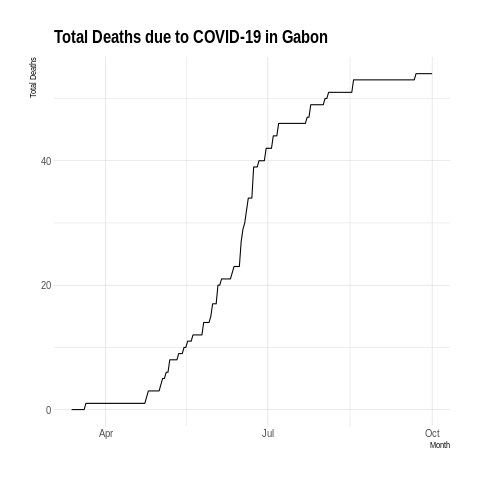 Total Deaths due to COVID-19 in Gabon
Total Deaths
40
20
0
Apr Jul Oct
Month